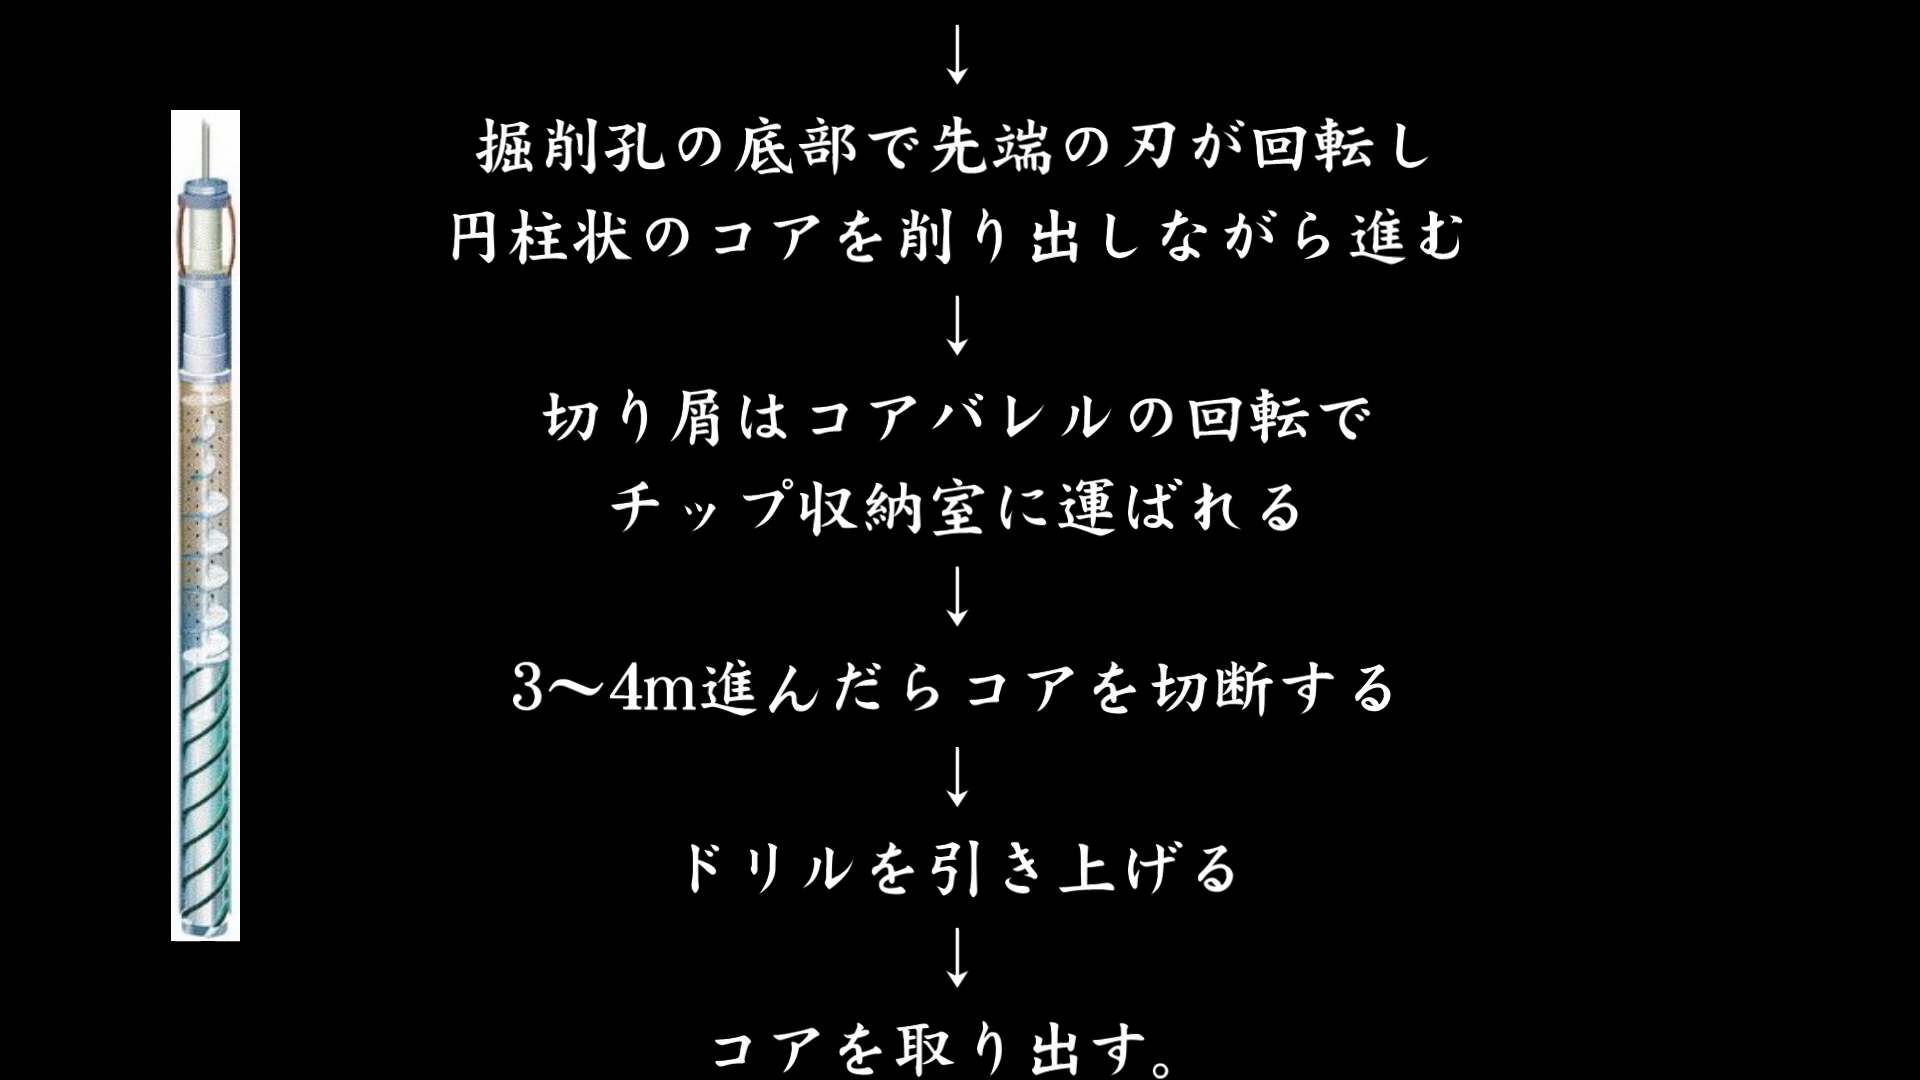 ↓
掘削孔の底部で先端の刃が回転し
円柱状のコアを削り出しながら進む
↓
切り屑はコアバレルの回転で
チップ収納室に運ばれる
↓
3〜4m進んだらコアを切断する
↓
ドリルを引き上げる
↓
コアを取り出す。